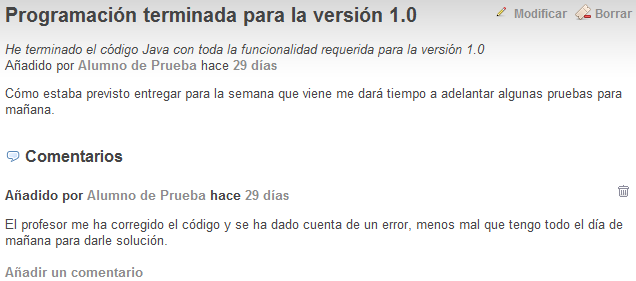 Programación terminada para la versión 1.0
Modificar
Borrar
He terminado el código Java con toda la funcionalidad requerida para la versión 1.0
Añadido por Alumno de Prueba hace 29 días
Cómo estaba previsto entregar para la semana que viene me dará tiempo a adelantar algunas pruebas para
mañana.
Comentarios
Añadido por Alumno de Prueba hace 29 días
El profesor me ha corregido el código y se ha dado cuenta de un error, menos mal que tengo todo el día de
mañana para darle solución.
Añadir un comentario